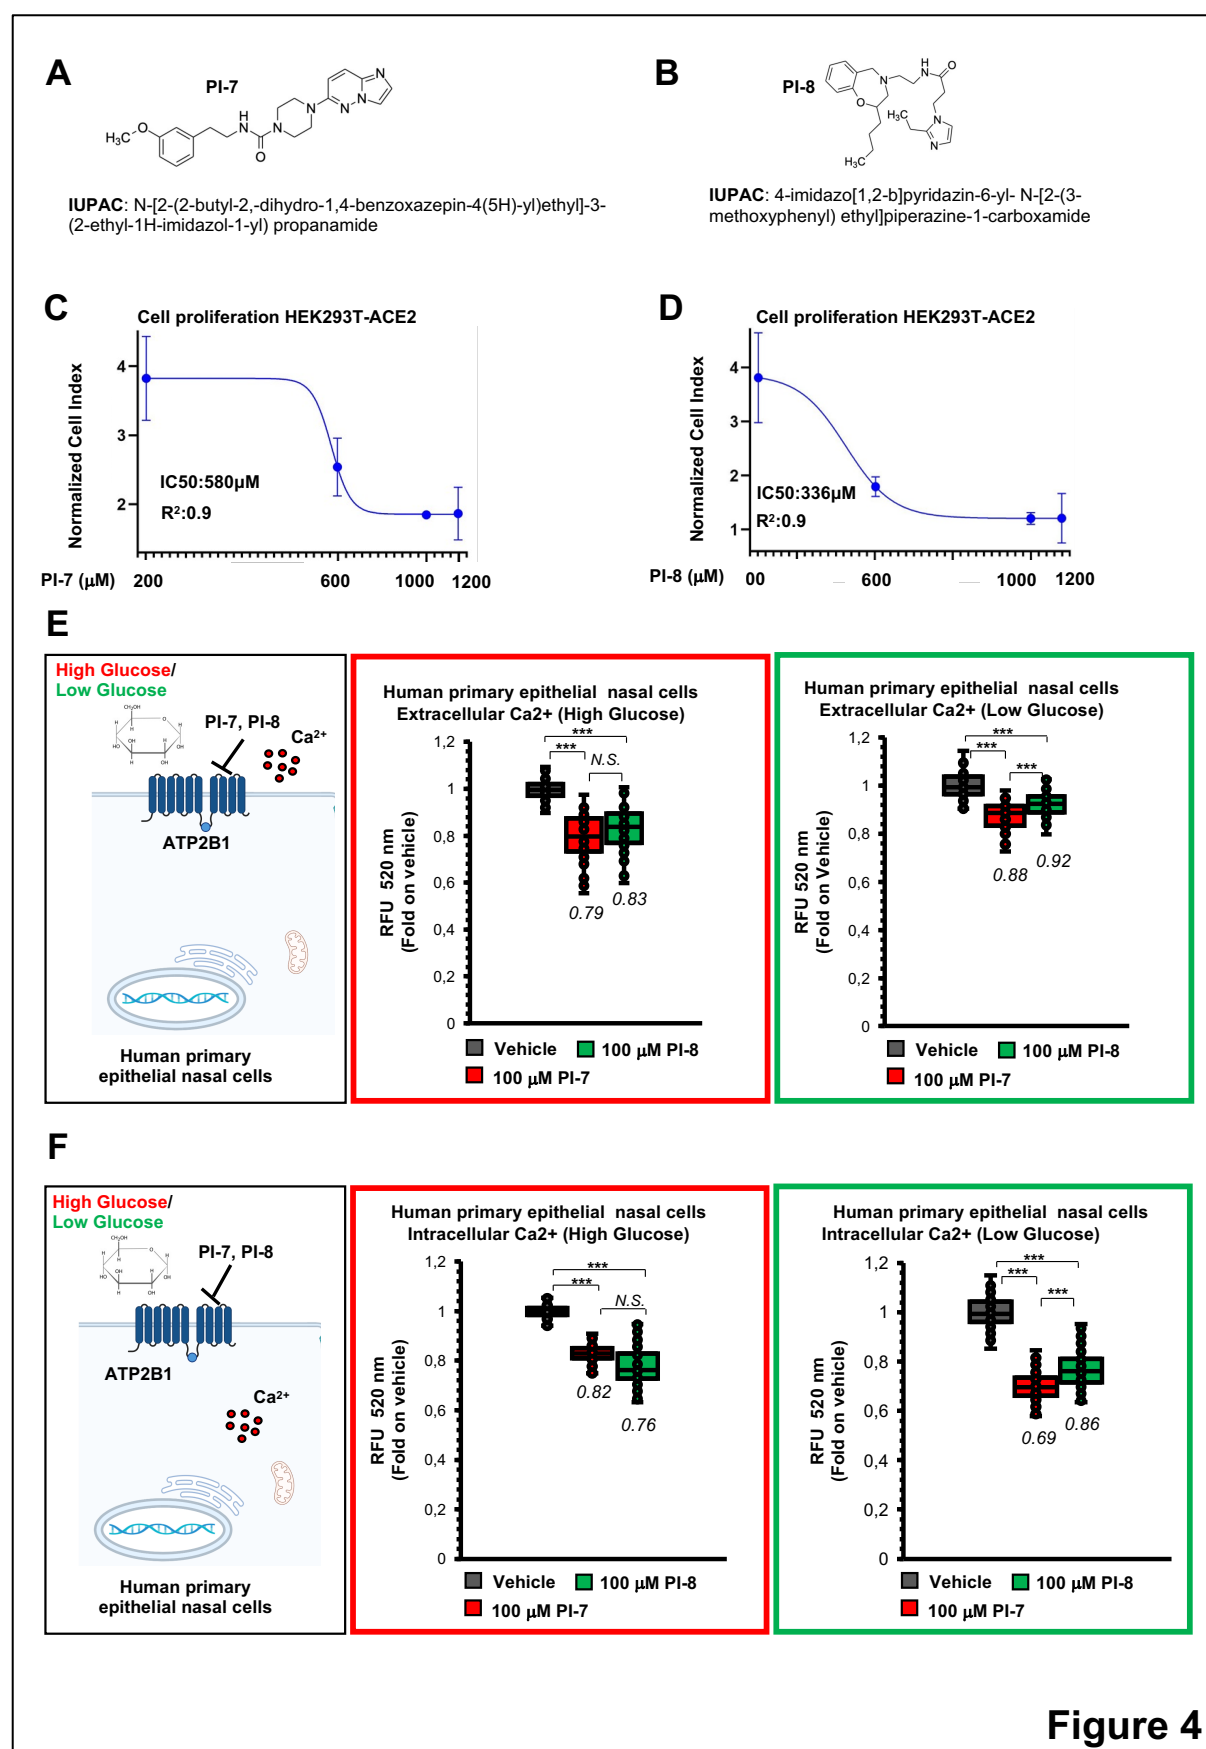 A
PI-7
H3C
O
H
N
O
N
N
N
N
N
IUPAC: N-[2-(2-butyl-2,-dihydro-1,4-benzoxazepin-4(5H)-yl)ethyl]-3-
(2-ethyl-1H-imidazol-1-yl) propanamide
B
PI-8
N
H
N
O
O
H3C
N
N
H3C
IUPAC: 4-imidazo[1,2-b]pyridazin-6-yl- N-[2-(3-
methoxyphenyl) ethyl]piperazine-1-carboxamide
C
Cell proliferation HEK293T-ACE2
Normalized Cell Index
4
3
2
IC50:580µM
R2:0.9
PI-7 (µM)
200
600
1000
1200
D
Cell proliferation HEK293T-ACE2
Normalized Cell Index
4
3
2
1
IC50:336µM
R2:0.9
PI-8 (µM)
00
600
1000
1200
E
High Glucose/
Low Glucose
PI-7, PI-8
Ca2+
ATP2B1
Human primary
epithelial nasal cells
Human primary epithelial nasal cells
Extracellular Ca2+ (High Glucose)
RFU 520 nm
(Fold on Vehicle)
1,2
1
0,8
0,6
0,4
0,2
0
***
***
N.S.
0.79
0.83
Vehicle
100 µM PI-8
100 µM PI-7
Human primary epithelial nasal cells
Extracellular Ca2+ (Low Glucose)
RFU 520 nm
(Fold on Vehicle)
1,2
1
0,8
0,6
0,4
0,2
0
***
***
***
0.88
0.92
Vehicle
100 µM PI-8
100 µM PI-7
F
High Glucose/
Low Glucose
PI-7, PI-8
ATP2B1
Ca2+
Human primary
epithelial nasal cells
Human primary epithelial nasal cells
Intracellular Ca2+ (High Glucose)
RFU 520 nm
(Fold on vehicle)
1,2
1
0,8
0,6
0,4
0,2
0
***
***
N.S.
0.82
0.76
Vehicle
100 µM PI-8
100 µM PI-7
Human primary epithelial nasal cells
Intracellular Ca2+ (Low Glucose)
RFU 520 nm
(Fold on vehicle)
1,2
1
0,8
0,6
0,4
0,2
0
***
***
***
0.69
0.86
Vehicle
100 µM PI-8
100 µM PI-7
Figure 4